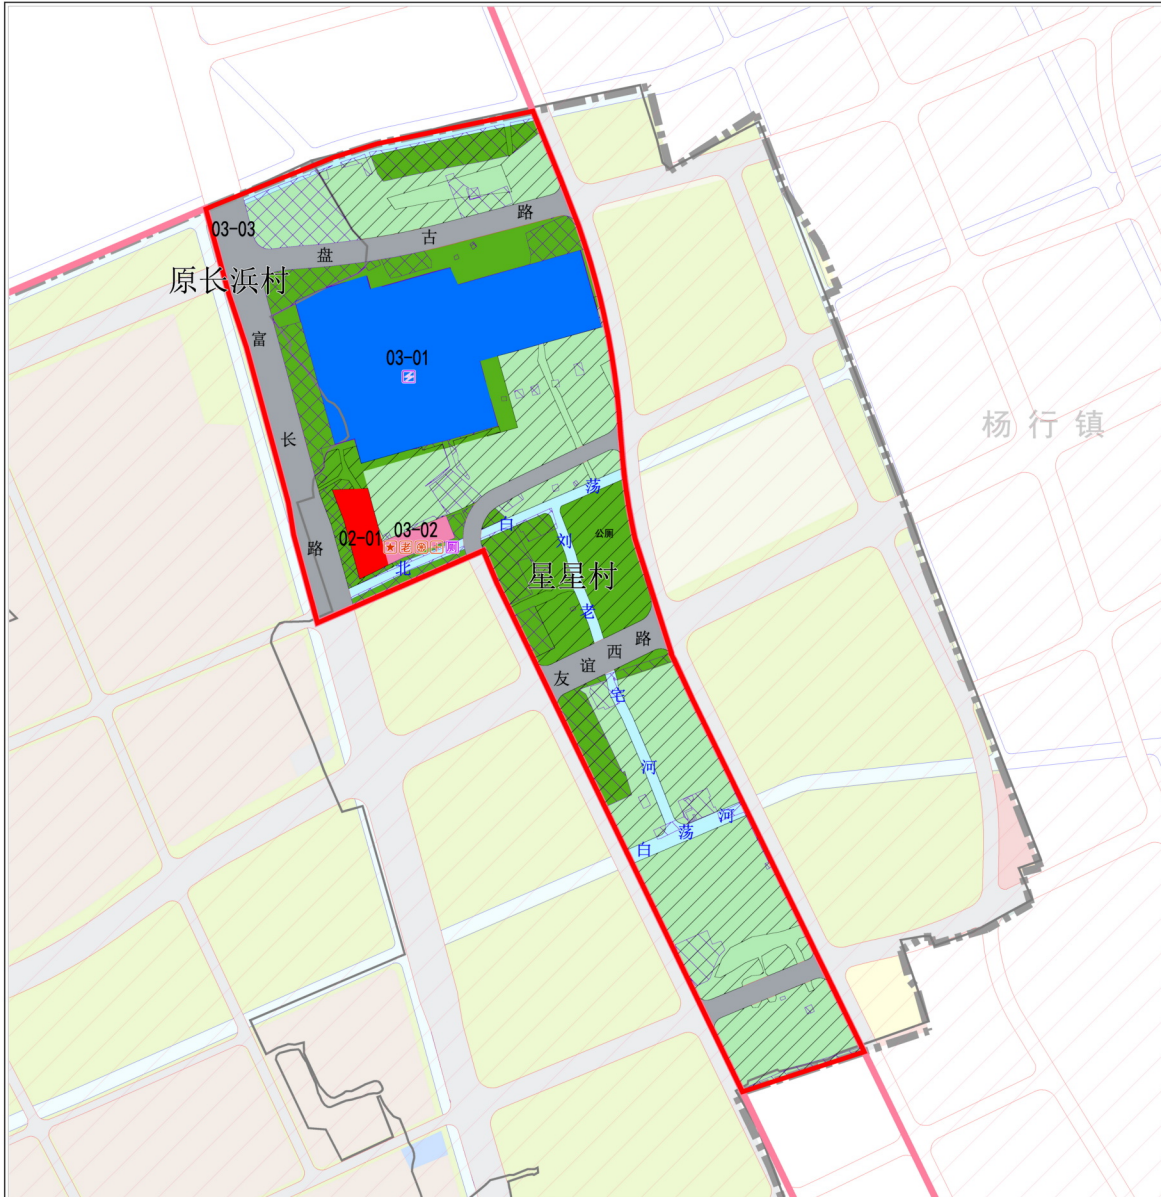 03-03
盘古路
原长浜村
富长路
03-01
杨行镇
02-01
03-02
老
厕
北白荡
公厕
星星村
刘老宅河
友谊西路
白荡河